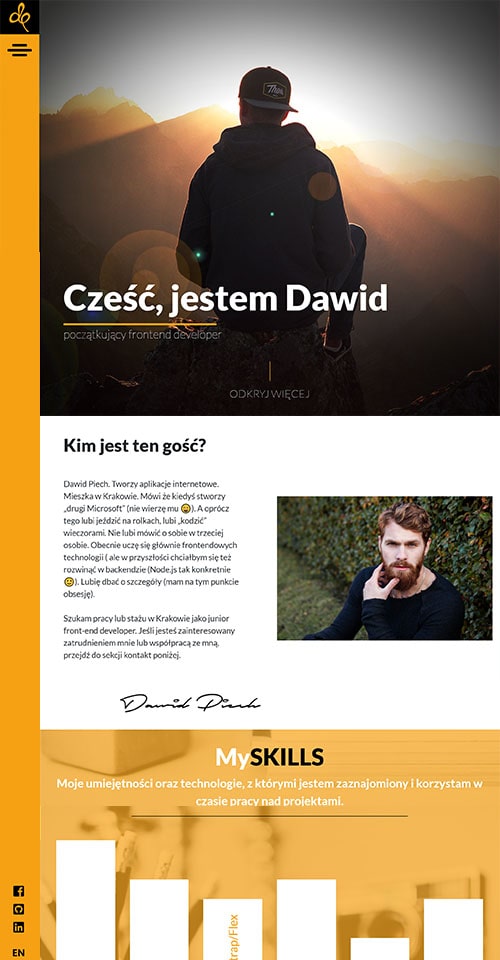 Cześć, jestem Dawid
początkujący frontend developer
ODKRYJ WIĘCEJ
Kim jest ten gość?
Dawid Piech. Tworzy aplikacje internetowe.
Mieszka w Krakowie. Mówi że kiedyś stworzy
„drugi Microsoft” (nie wierzę mu 😄). A oprócz
tego lubi jeździć na rolkach, lubi „kodzić”
wieczorami. Nie lubi mówić o sobie w trzeciej
osobie. Obecnie uczę się głównie frontendowych
technologii ( ale w przyszłości chciałbym się też
rozwinąć w backendzie (Node.js tak konkretnie
😄). Lubię dbać o szczegóły (mam na tym punkcie
obsesję).
Szukam pracy lub stażu w Krakowie jako junior
front-end developer. Jeśli jesteś zainteresowany
zatrudnieniem mnie lub współpracą ze mną,
przejdź do sekcji kontakt poniżej.
Dawid Piech
MySKILLS
Moje umiejętności oraz technologie, z którymi jestem zaznajomiony i korzystam w
czasie pracy nad projektami.
trap/Flex
EN